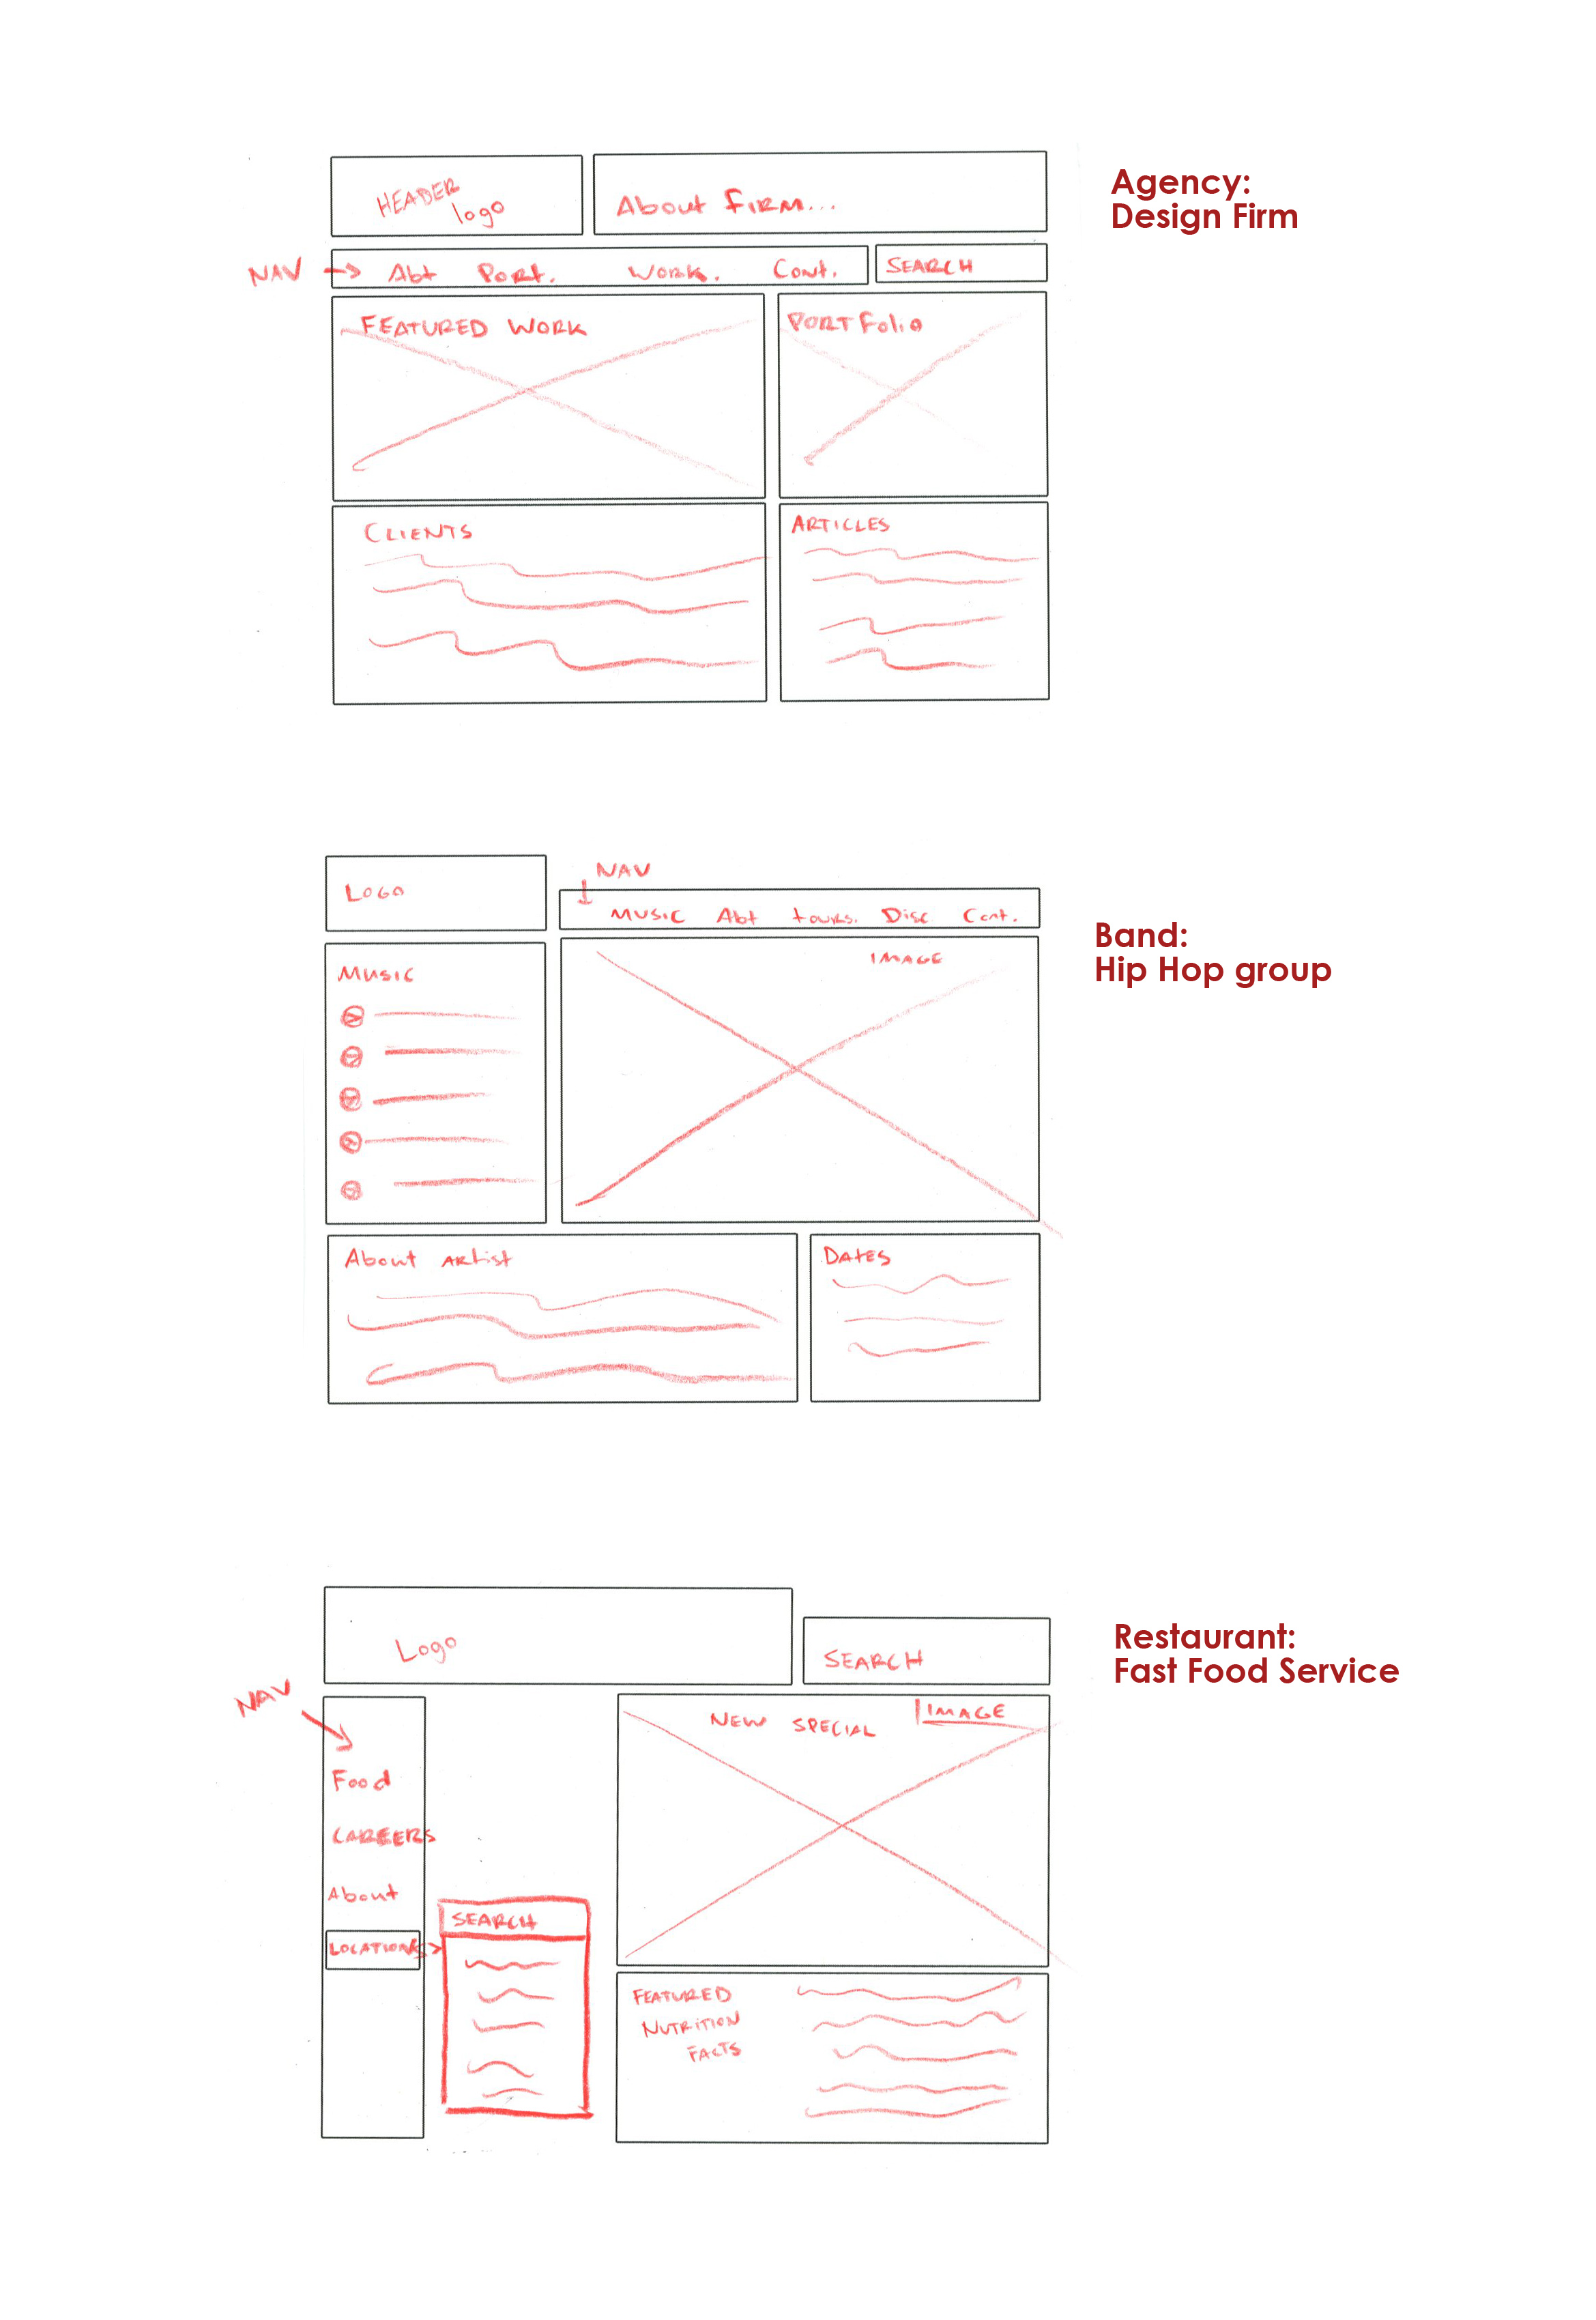 HEADER
logo
About FIRM...
Agency:
Design Firm
NAV
Abt Port. Work. Cont.
SEARCH
FEATURED WORK
PORTFolio
CLIENTS
ARTICLES
Logo
NAV
MUSIC Abt tours. Disc Cont.
Band:
Hip Hop group
MUSIC
IMAGE
About ARtist
DATES
Logo
SEARCH
Restaurant:
Fast Food Service
NAV
NEW SPECIAL
IMAGE
Food
CAREERS
About
LOCATIONS >
SEARCH
FEATURED
NUTRITION
FACTS